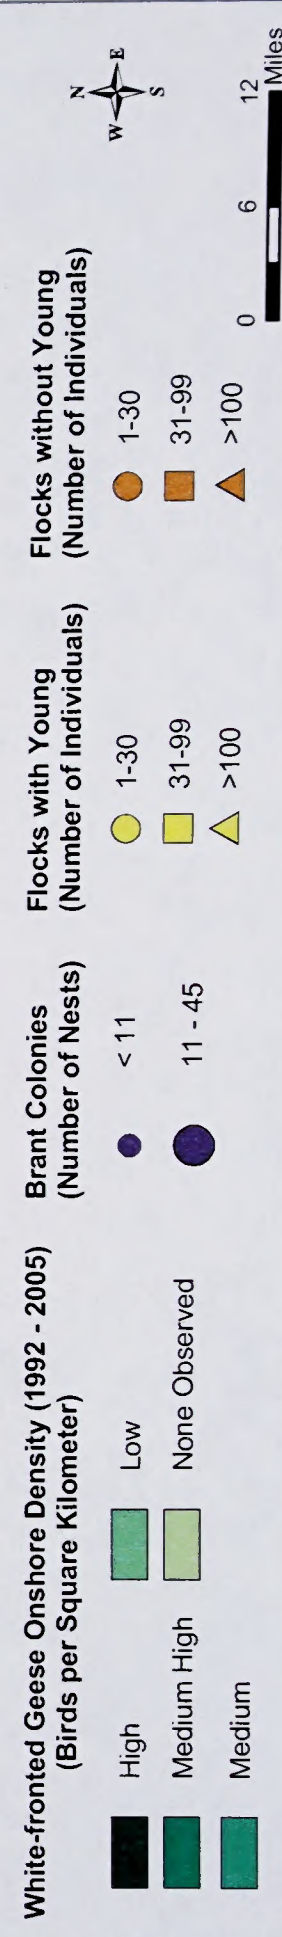 White-fronted Geese Onshore Density (1992 - 2005)
(Birds per Square Kilometer)
High
Medium High
Medium
Low
None Observed
Brant Colonies
(Number of Nests)
< 11
11 - 45
Flocks with Young
(Number of Individuals)
1-30
31-99
>100
Flocks without Young
(Number of Individuals)
1-30
31-99
>100
N
W E
S
0 6 12
Miles